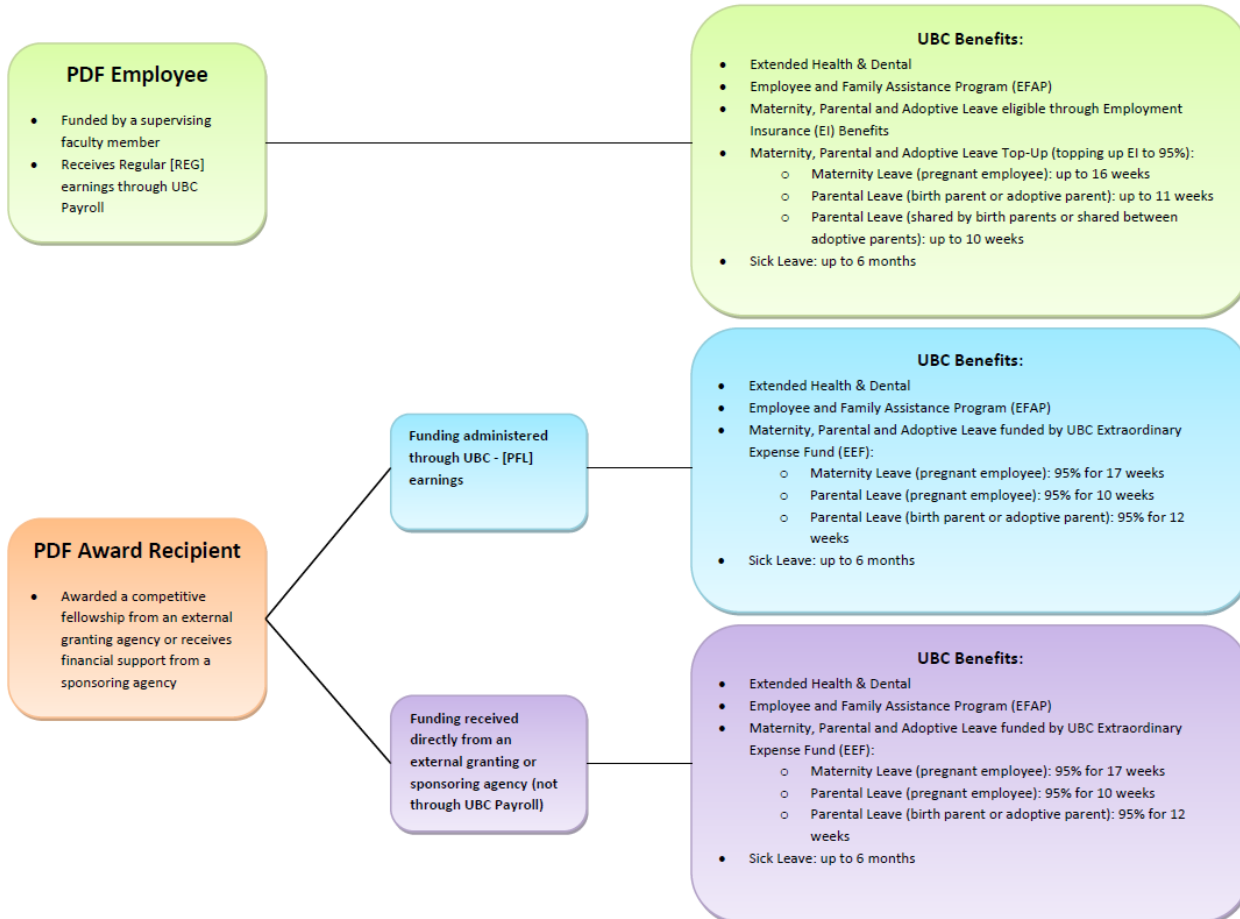 PDF Employee
• Funded by a supervising
faculty member
• Receives Regular [REG]
earnings through UBC
Payroll
UBC Benefits:
• Extended Health & Dental
• Employee and Family Assistance Program (EFAP)
• Maternity, Parental and Adoptive Leave eligible through Employment
Insurance (EI) Benefits
• Maternity, Parental and Adoptive Leave Top-Up (topping up EI to 95%):
o Maternity Leave (pregnant employee): up to 16 weeks
o Parental Leave (birth parent or adoptive parent): up to 11 weeks
o Parental Leave (shared by birth parents or shared between
adoptive parents): up to 10 weeks
• Sick Leave: up to 6 months
PDF Award Recipient
• Awarded a competitive
fellowship from an external
granting agency or receives
financial support from a
sponsoring agency
Funding administered
through UBC - [PFL]
earnings
UBC Benefits:
• Extended Health & Dental
• Employee and Family Assistance Program (EFAP)
• Maternity, Parental and Adoptive Leave funded by UBC Extraordinary
Expense Fund (EEF):
o Maternity Leave (pregnant employee): 95% for 17 weeks
o Parental Leave (pregnant employee): 95% for 10 weeks
o Parental Leave (birth parent or adoptive parent): 95% for 12
weeks
• Sick Leave: up to 6 months
Funding received
directly from an
external granting or
sponsoring agency (not
through UBC Payroll)
UBC Benefits:
• Extended Health & Dental
• Employee and Family Assistance Program (EFAP)
• Maternity, Parental and Adoptive Leave funded by UBC Extraordinary
Expense Fund (EEF):
o Maternity Leave (pregnant employee): 95% for 17 weeks
o Parental Leave (pregnant employee): 95% for 10 weeks
o Parental Leave (birth parent or adoptive parent): 95% for 12
weeks
• Sick Leave: up to 6 months